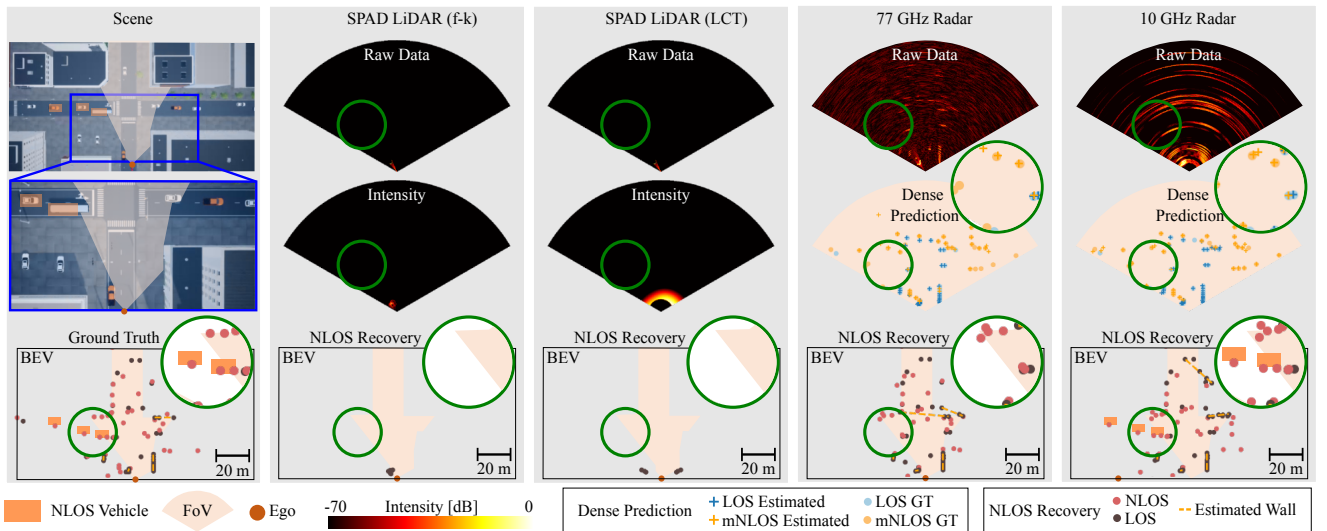 Scene
SPAD LiDAR (f-k)
SPAD LiDAR (LCT)
77 GHz Radar
10 GHz Radar
Raw Data
Raw Data
Raw Data
Raw Data
Intensity
Intensity
Dense
Prediction
Dense
Prediction
Ground Truth
NLOS Recovery
NLOS Recovery
NLOS Recovery
NLOS Recovery
BEV
BEV
BEV
BEV
BEV
20 m
20 m
20 m
20 m
20 m
NLOS Vehicle
FoV
Ego
-70 Intensity [dB] 0
Dense Prediction
LOS Estimated
mNLOS Estimated
LOS GT
mNLOS GT
NLOS Recovery
NLOS
LOS
Estimated Wall